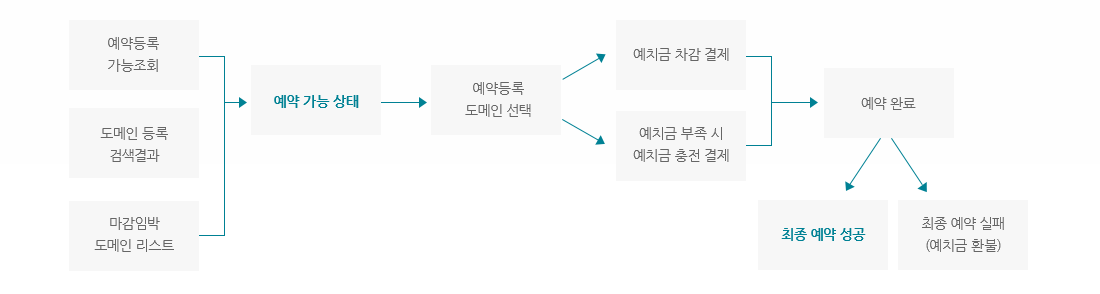 예약등록
가능조회
도메인 등록
검색결과
마감임박
도메인 리스트
예약 가능 상태
예약등록
도메인 선택
예치금 차감 결제
예치금 부족 시
예치금 충전 결제
예약 완료
최종 예약 성공
최종 예약 실패
(예치금 환불)